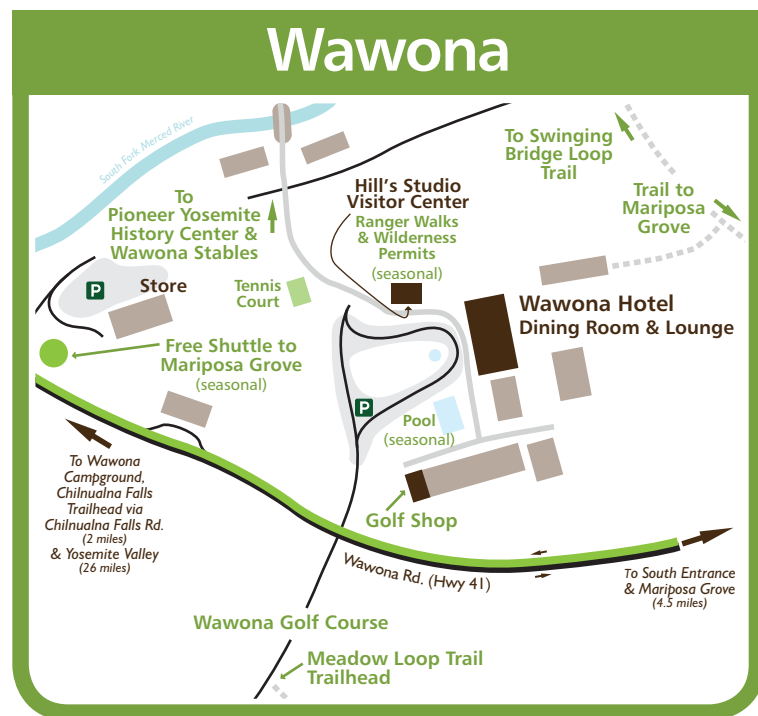 Wawona
South Fork Merced River
To Swinging
Bridge Loop
Trail
Trail to
Mariposa
Grove
To
Pioneer Yosemite
History Center &
Wawona Stables
Hill's Studio
Visitor Center
Ranger Walks
& Wilderness
Permits
(seasonal)
P
Store
Tennis
Court
Wawona Hotel
Dining Room & Lounge
Free Shuttle to
Mariposa Grove
(seasonal)
P
Pool
(seasonal)
To Wawona
Campground,
Chilnualna Falls
Trailhead via
Chilnualna Falls Rd.
(2 miles)
& Yosemite Valley
(26 miles)
Golf Shop
Wawona Rd. (Hwy 41)
To South Entrance
& Mariposa Grove
(4.5 miles)
Wawona Golf Course
Meadow Loop Trail
Trailhead